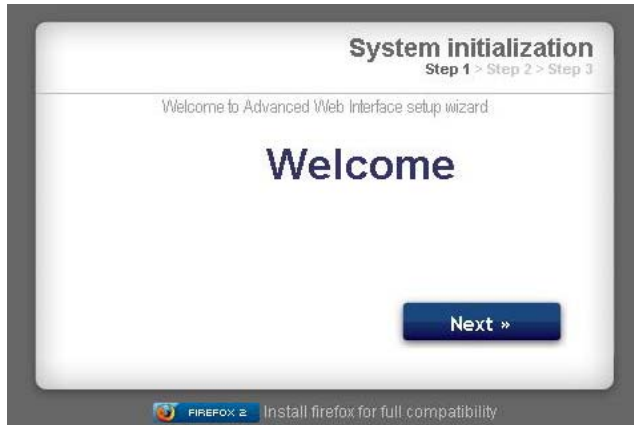 System initialization
Step 1 > Step 2 > Step 3
Welcome to Advanced Web Interface setup wizard
Welcome
Next »
FIREFOX 2 Install firefox for full compatibility